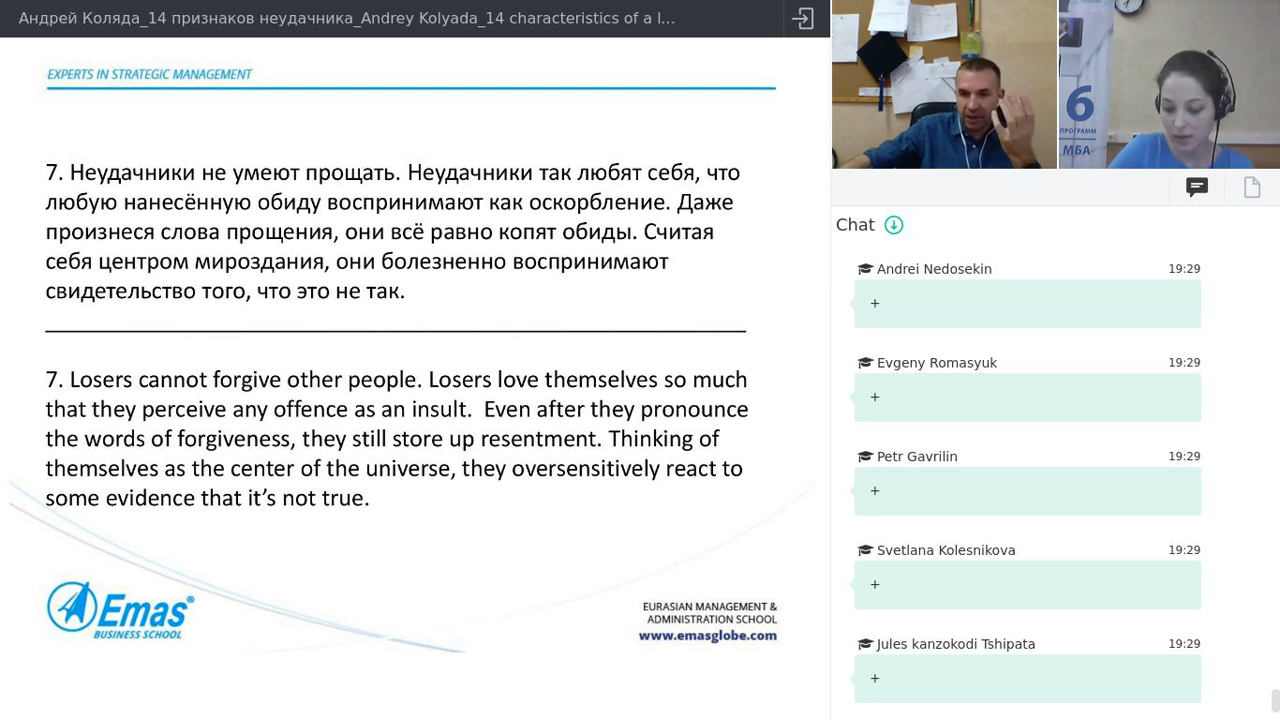 Андрей Коляда_14 признаков неудачника_Andrey Kolyada_14 characteristics of a l...
EXPERTS IN STRATEGIC MANAGEMENT
7. Неудачники не умеют прощать. Неудачники так любят себя, что
любую нанесённую обиду воспринимают как оскорбление. Даже
произнеся слова прощения, они всё равно копят обиды. Считая
себя центром мироздания, они болезненно воспринимают
свидетельство того, что это не так.
7. Losers cannot forgive other people. Losers love themselves so much
that they perceive any offence as an insult.  Even after they pronounce
the words of forgiveness, they still store up resentment. Thinking of
themselves as the center of the universe, they oversensitively react to
some evidence that it’s not true.
Emas®
BUSINESS SCHOOL
EURASIAN MANAGEMENT &
ADMINISTRATION SCHOOL
www.emasglobe.com
6
ПРОГРАММ
МБА
Chat
Andrei Nedosekin 19:29
+
Evgeny Romasyuk 19:29
+
Petr Gavrilin 19:29
+
Svetlana Kolesnikova 19:29
+
Jules kanzokodi Tshipata 19:29
+